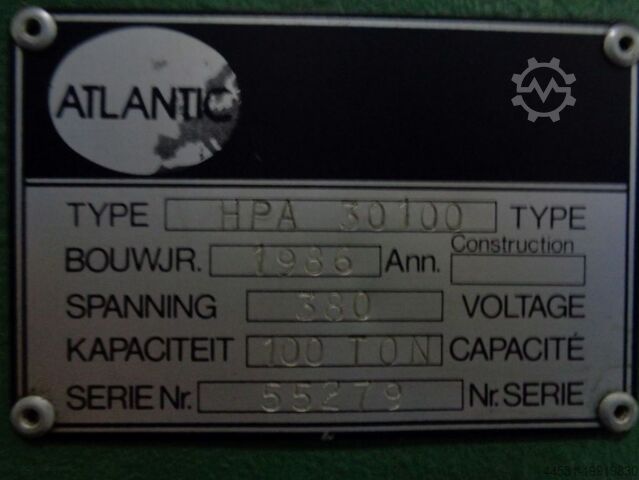 ATLANTIC
TYPE HPA 30100 TYPE
BOUWJR. 1986 Ann. Construction
SPANNING 380 VOLTAGE
KAPACITEIT 100 TON CAPACITÉ
SERIE Nr. 55279 Nr. SERIE